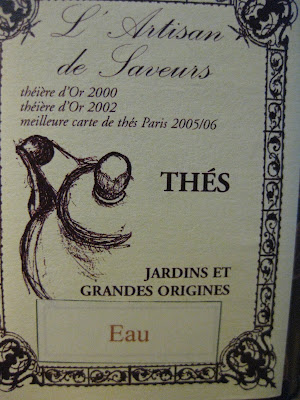 L'Artisan
de Saveurs
théière d'Or 2000
théière d'Or 2002
meilleure carte de thés Paris 2005/06
THÉS
JARDINS ET
GRANDES ORIGINES
Eau